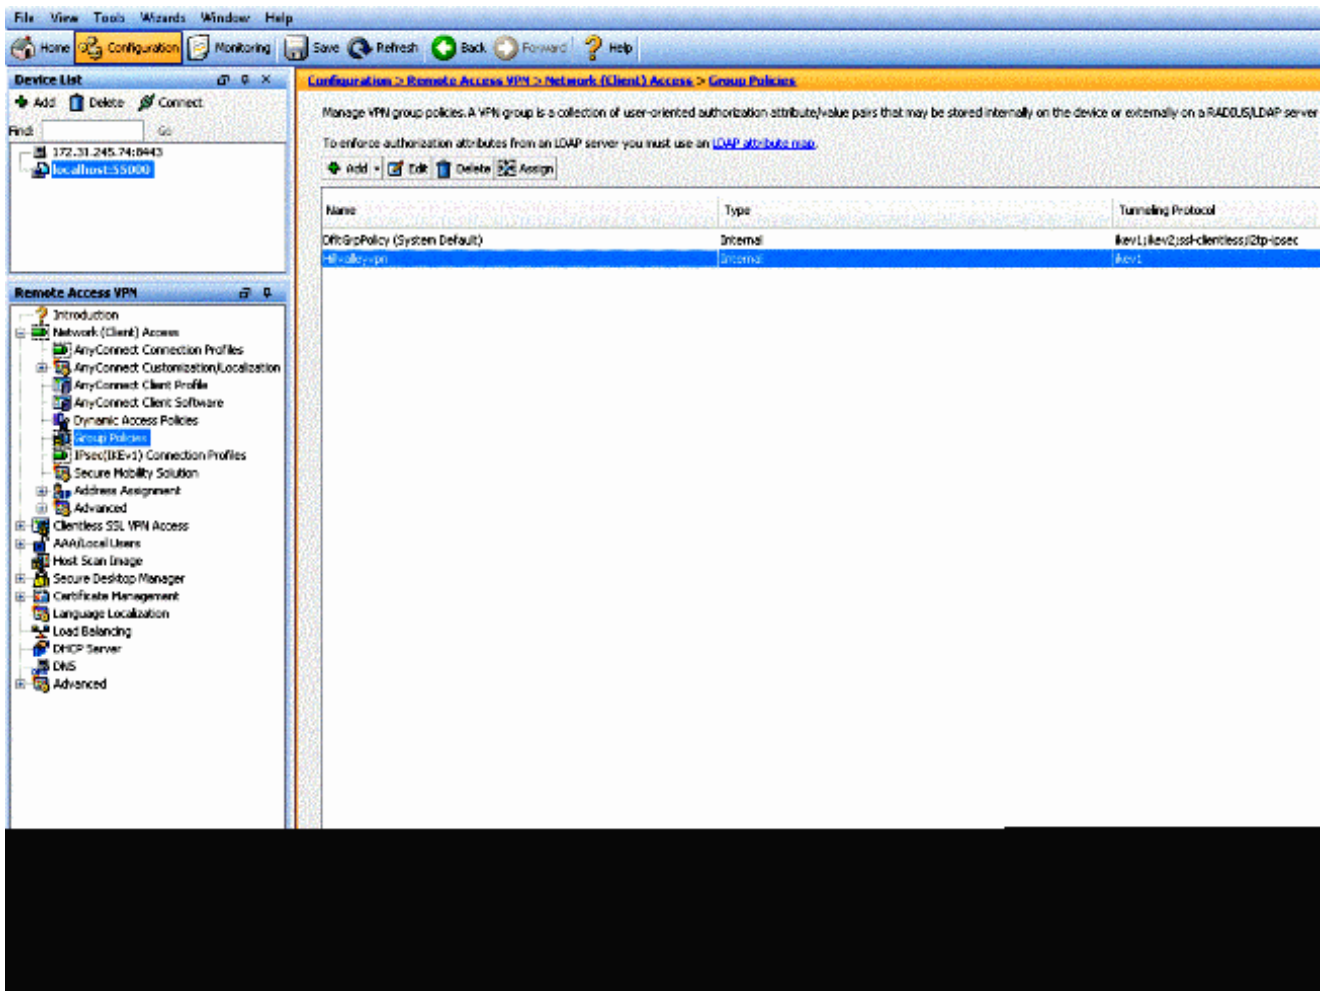 File View Tools Wizards Window Help
Home Configuration Monitoring Save Refresh Back Forward Help
Device List
Add Delete Connect
Find: Go
172.31.245.74:8443
localhost:55000
Remote Access VPN
Introduction
Network (Client) Access
AnyConnect Connection Profiles
AnyConnect Customization/Localization
AnyConnect Client Profile
AnyConnect Client Software
Dynamic Access Policies
Group Policies
IPsec(IKEv1) Connection Profiles
Secure Mobility Solution
Address Assignment
Advanced
Clientless SSL VPN Access
AAA/Local Users
Host Scan Image
Secure Desktop Manager
Certificate Management
Language Localization
Load Balancing
DHCP Server
DNS
Advanced
Configuration > Remote Access VPN > Network (Client) Access > Group Policies
Manage VPN group policies. A VPN group is a collection of user-oriented authorization attribute/value pairs that may be stored internally on the device or externally on a RADIUS/LDAP server
To enforce authorization attributes from an LDAP server you must use an LDAP attribute map.
Add Edit Delete Assign
Name Type Tunneling Protocol
DfltGrpPolicy (System Default) Internal ikev1;ikev2;ssl-clientless;l2tp-ipsec
Hillvalleyvpn Internal ikev1